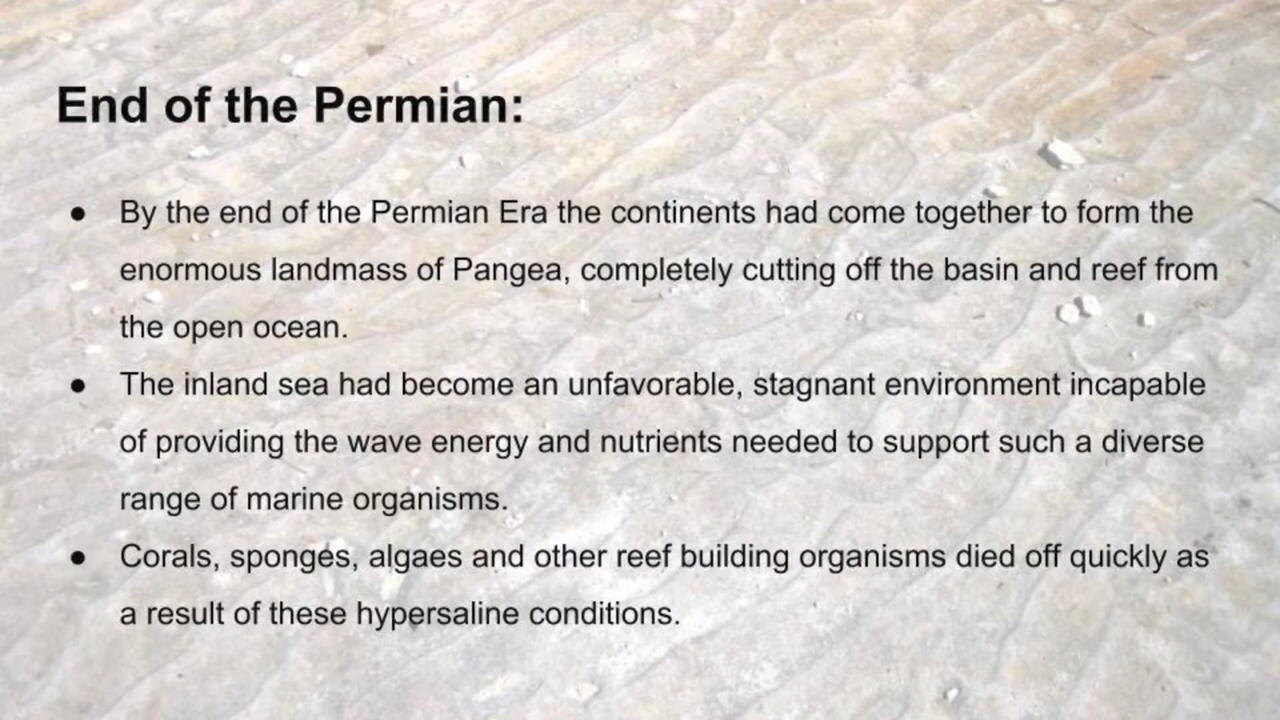 End of the Permian:
● By the end of the Permian Era the continents had come together to form the
enormous landmass of Pangea, completely cutting off the basin and reef from
the open ocean.
● The inland sea had become an unfavorable, stagnant environment incapable
of providing the wave energy and nutrients needed to support such a diverse
range of marine organisms.
● Corals, sponges, algaes and other reef building organisms died off quickly as
a result of these hypersaline conditions.